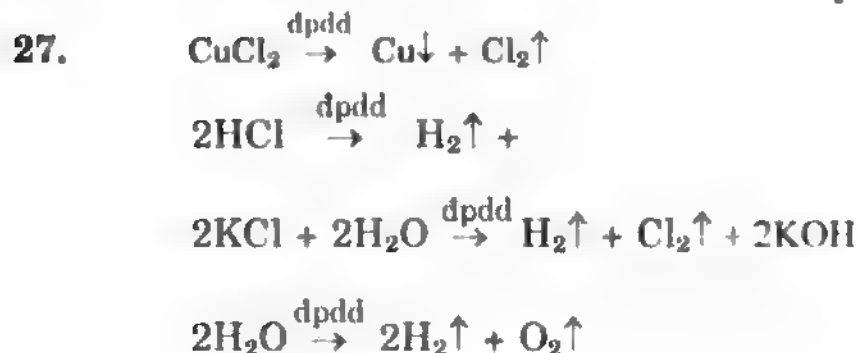 27. CuCl₂ →(dpdd) Cu↓ + Cl₂↑
2HCl →(dpdd) H₂↑ +
2KCl + 2H₂O →(dpdd) H₂↑ + Cl₂↑ + 2KOH
2H₂O →(dpdd) 2H₂↑ + O₂↑